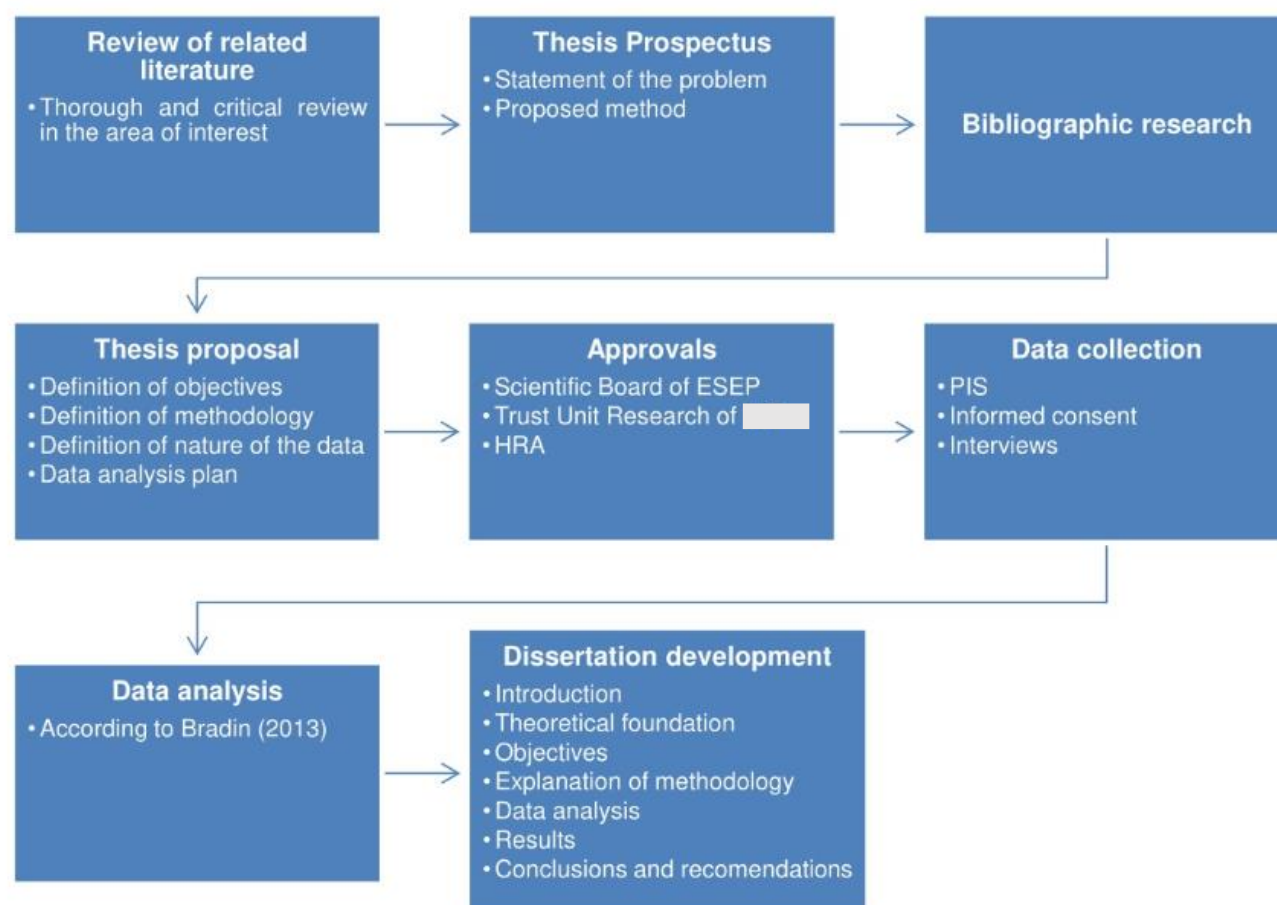 Review of related
literature
• Thorough and critical review
in the area of interest
Thesis Prospectus
• Statement of the problem
• Proposed method
Bibliographic research
Thesis proposal
• Definition of objectives
• Definition of methodology
• Definition of nature of the data
• Data analysis plan
Approvals
• Scientific Board of ESEP
• Trust Unit Research of
• HRA
Data collection
• PIS
• Informed consent
• Interviews
Data analysis
• According to Bradin (2013)
Dissertation development
• Introduction
• Theoretical foundation
• Objectives
• Explanation of methodology
• Data analysis
• Results
• Conclusions and recomendations